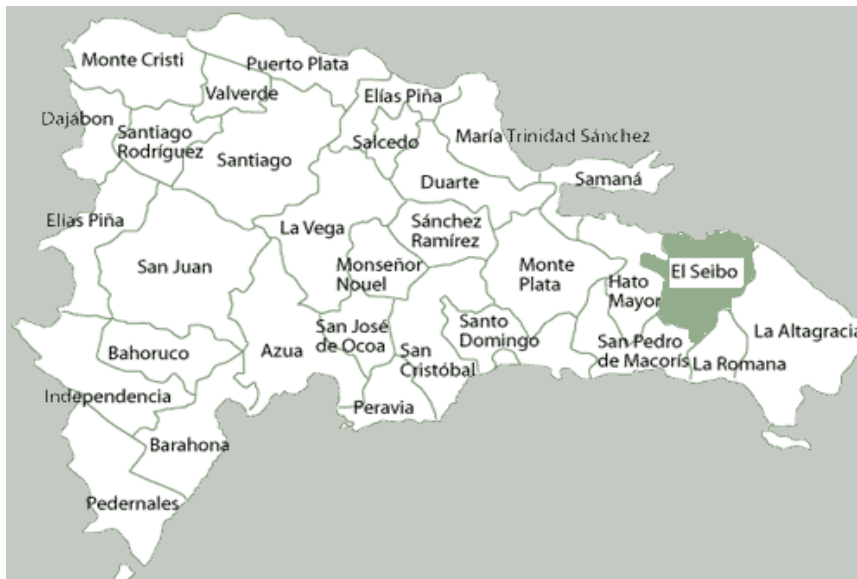 Monte Cristi
Puerto Plata
Valverde
Elías Piña
Dajábon
Santiago
Rodríguez
Santiago
Salcedo
María Trinidad Sánchez
Duarte
Samaná
Elías Piña
La Vega
Sánchez
Ramírez
San Juan
Monseñor
Nouel
Monte
Plata
Hato
Mayor
El Seibo
San José
de Ocoa
Santo
Domingo
La Altagracia
Bahoruco
Azua
San
Cristóbal
San Pedro
de Macorís
La Romana
Independencia
Peravia
Barahona
Pedernales